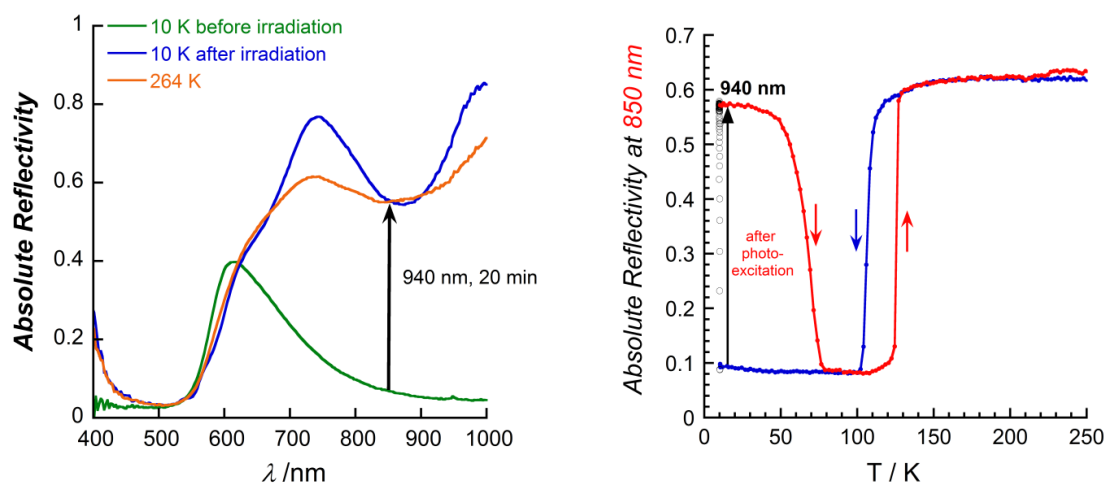 10 K before irradiation
10 K after irradiation
264 K
Absolute Reflectivity
1
0.8
0.6
0.4
0.2
0
940 nm, 20 min
400 500 600 700 800 900 1000
λ /nm
Absolute Reflectivity at 850 nm
0.7
0.6
0.5
0.4
0.3
0.2
0.1
0
940 nm
after
photo-
excitation
0 50 100 150 200 250
T / K